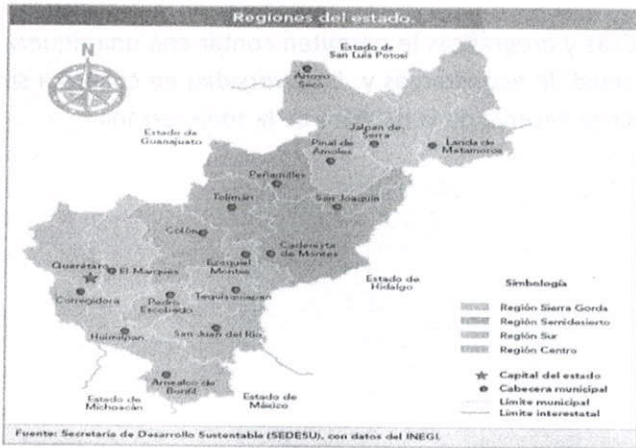 Regiones del estado.
N
Estado de
San Luis Potosí
Arroyo
Seco
Jalpan de
Serra
Estado de
Guanajuato
Pinal de
Amoles
Landa de
Matamoros
Peñamiller
Tolimán
San Joaquín
Colón
Cadereyta
de Montes
Ezequiel
Montes
Querétaro
El Marqués
Estado de
Hidalgo
Simbología
Corregidora
Pedro
Escobedo
Tequisquiapan
Región Sierra Gorda
Región Semidesierto
Región Sur
Región Centro
Huimilpan
San Juan del Río
Capital del estado
Cabecera municipal
Límite municipal
Límite interestatal
Amealco de
Bonfil
Estado de
Michoacán
Estado de
México
Fuente: Secretaría de Desarrollo Sustentable (SEDESU), con datos del INEGI.